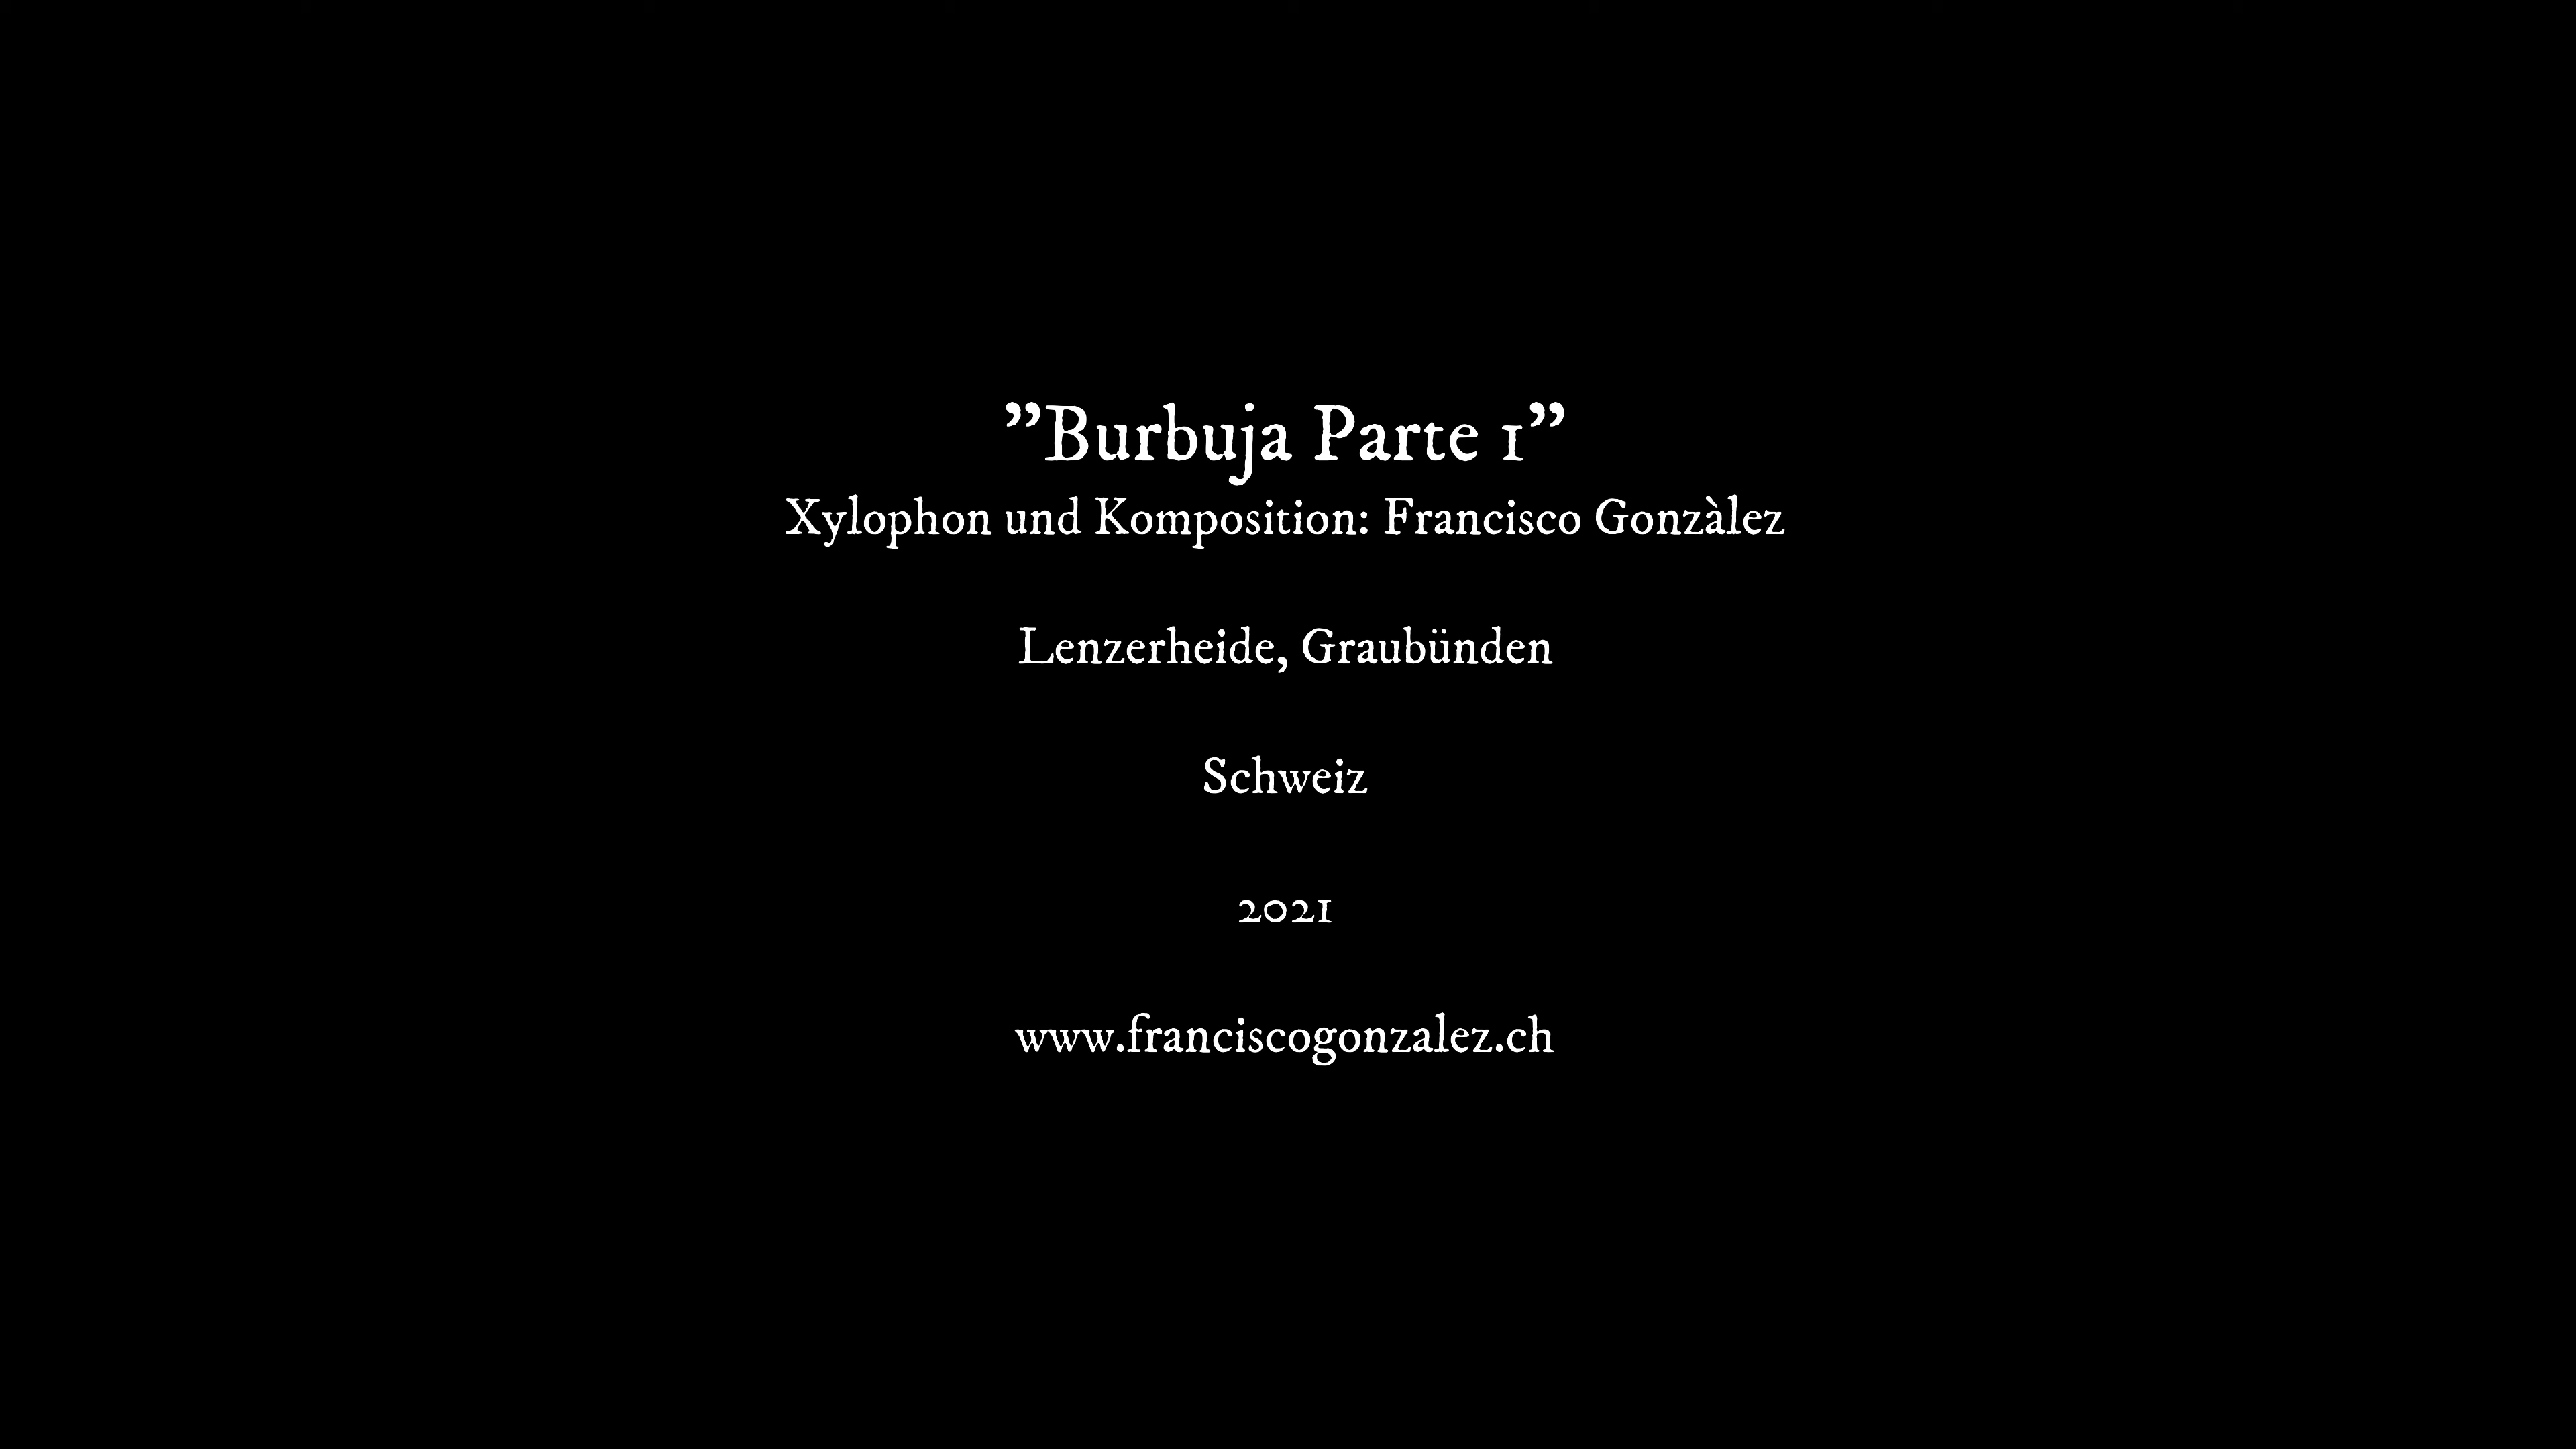 ”Burbuja Parte 1”
Xylophon und Komposition: Francisco Gonzàlez
Lenzerheide, Graubünden
Schweiz
2021
www.franciscogonzalez.ch